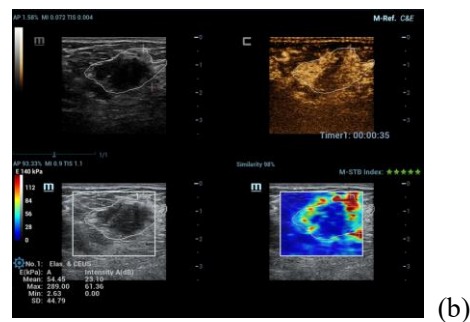 AP 1.58% MI 0.072 TIS 0.004
M-Ref. C&E
m
C
Timer1: 00:00:35
1/1
AP 93.33% MI 0.9 TIS 1.1
Similarity 98%
E 140 kPa
M-STB Index: ★★★★★
m
m
112
84
56
28
0
No.1: Elas. & CEUS
E(kPa): A Intensity A(dB)
Mean: 54.45 23.10
Max: 289.00 61.36
Min: 2.63 0.00
SD: 44.79
(b)